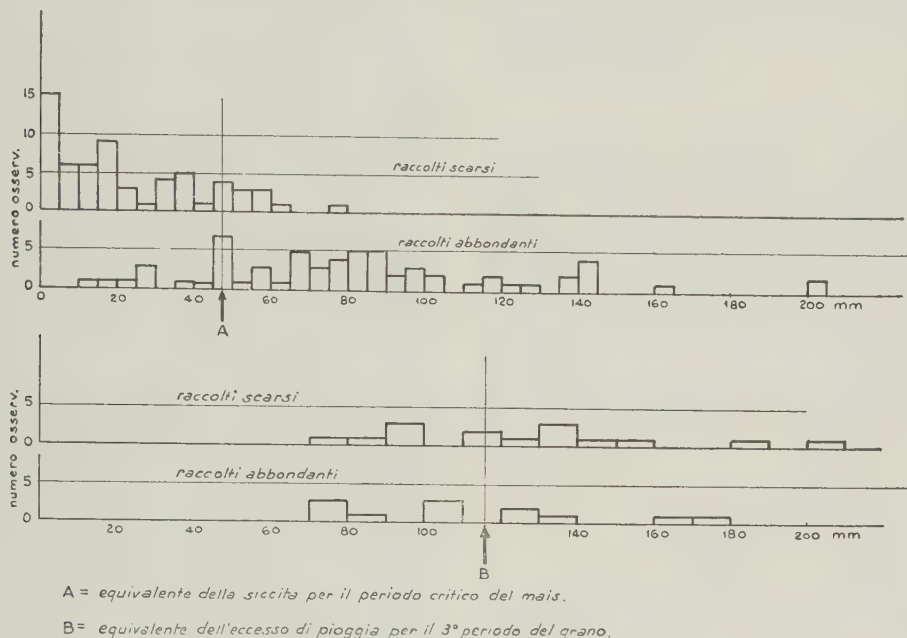 15
10
5
0
numero osserv.
raccolti scarsi
raccolti abbondanti
5
0
0 20 40 60 80 100 120 140 160 180 200 mm
A
numero osserv.
raccolti scarsi
5
0
raccolti abbondanti
5
0
20 40 60 80 100 120 140 160 180 200 mm
B
A = equivalente della siccita per il periodo critico del mais.
B = equivalente dell'eccesso di pioggia per il 3° periodo del grano.